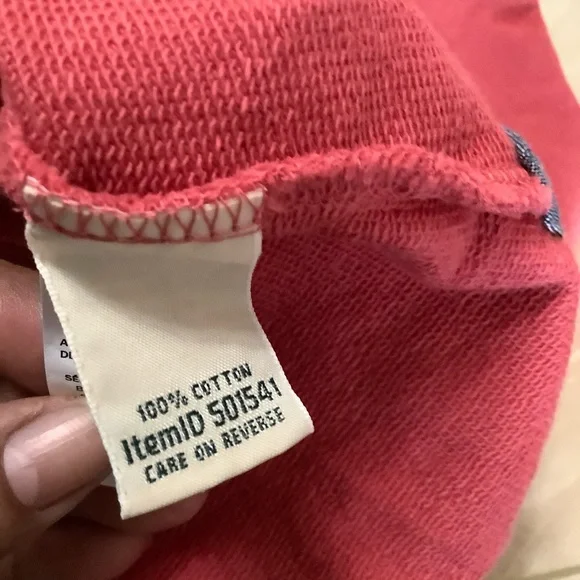 100% COTTON
ItemID 501541
CARE ON REVERSE